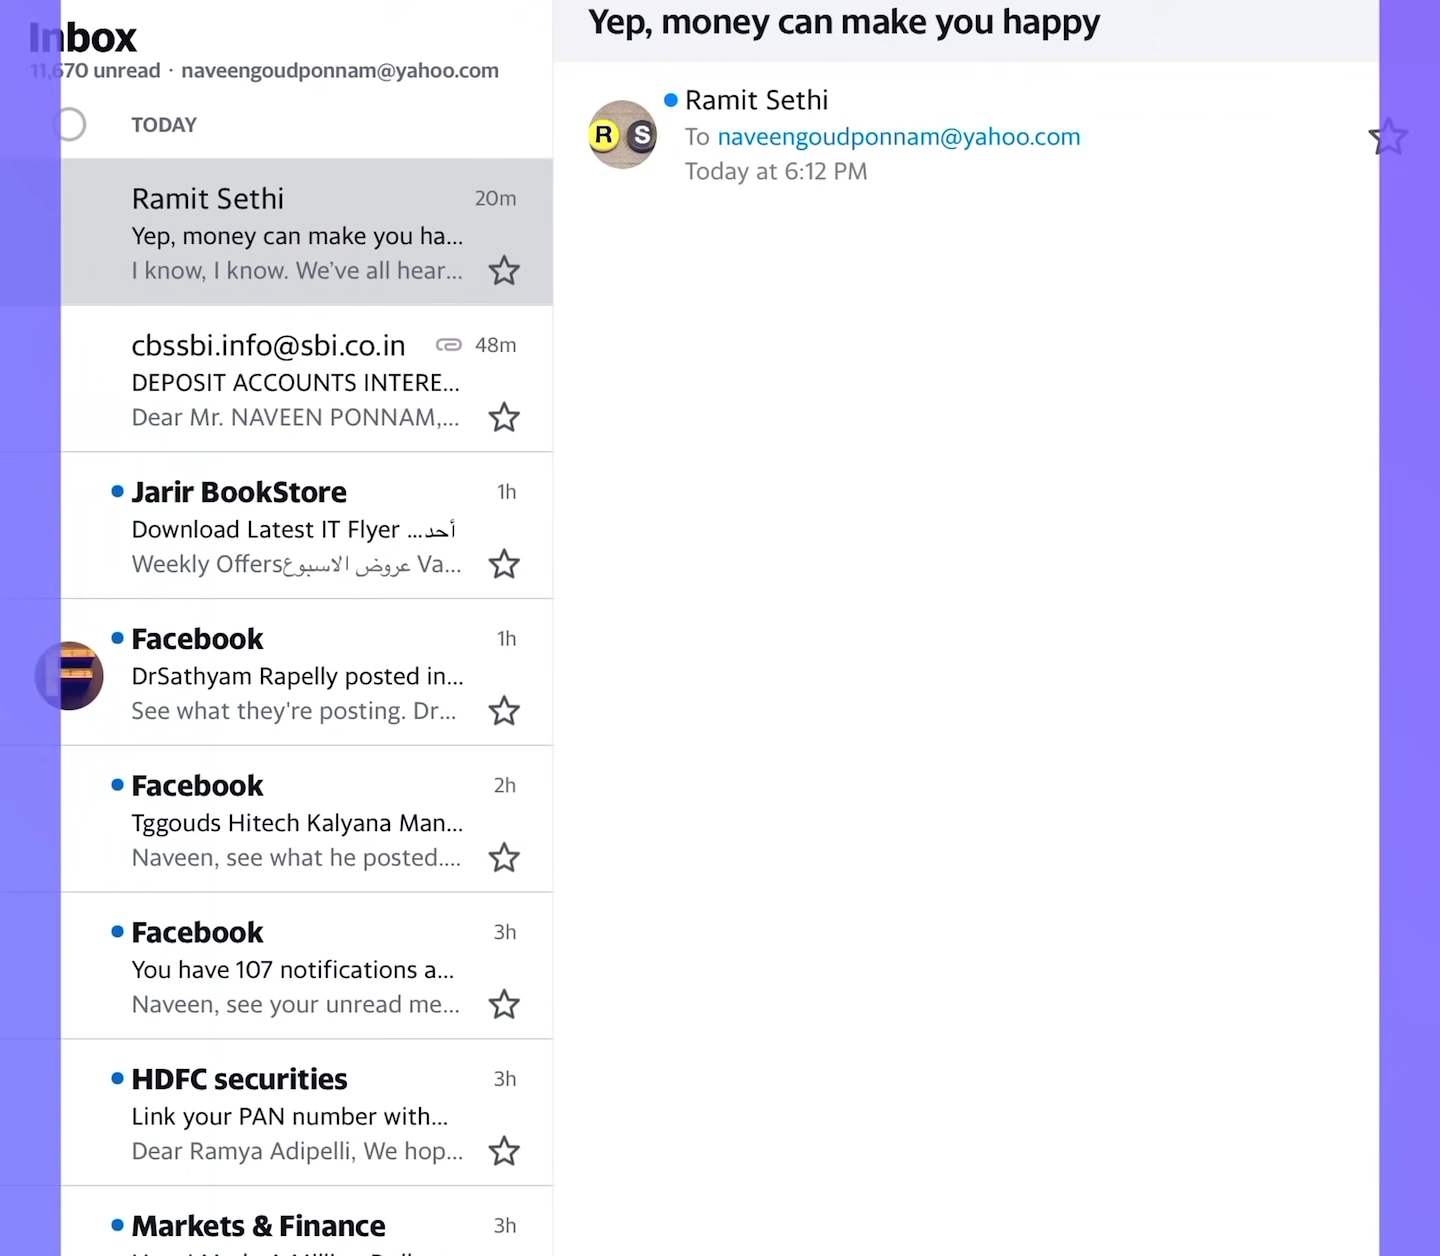 Inbox
11,670 unread · naveengoudponnam@yahoo.com
TODAY
Ramit Sethi 20m
Yep, money can make you ha...
I know, I know. We've all hear...
cbssbi.info@sbi.co.in 48m
DEPOSIT ACCOUNTS INTERE...
Dear Mr. NAVEEN PONNAM,...
Jarir BookStore 1h
Download Latest IT Flyer أحد...
Weekly Offersعروض الاسبوع Va...
Facebook 1h
DrSathyam Rapelly posted in...
See what they're posting. Dr...
Facebook 2h
Tggouds Hitech Kalyana Man...
Naveen, see what he posted....
Facebook 3h
You have 107 notifications a...
Naveen, see your unread me...
HDFC securities 3h
Link your PAN number with...
Dear Ramya Adipelli, We hop...
Markets & Finance 3h
Yep, money can make you happy
R S
Ramit Sethi
To naveengoudponnam@yahoo.com
Today at 6:12 PM